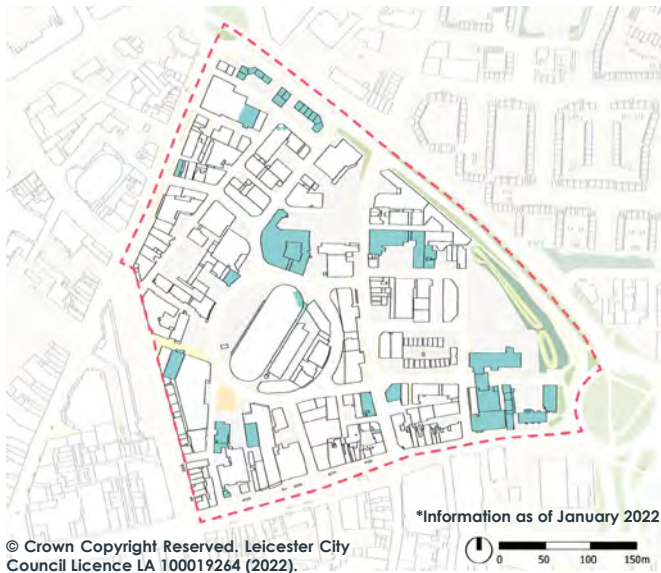 *Information as of January 2022
© Crown Copyright Reserved. Leicester City
Council Licence LA 100019264 (2022).
0 50 100 150m